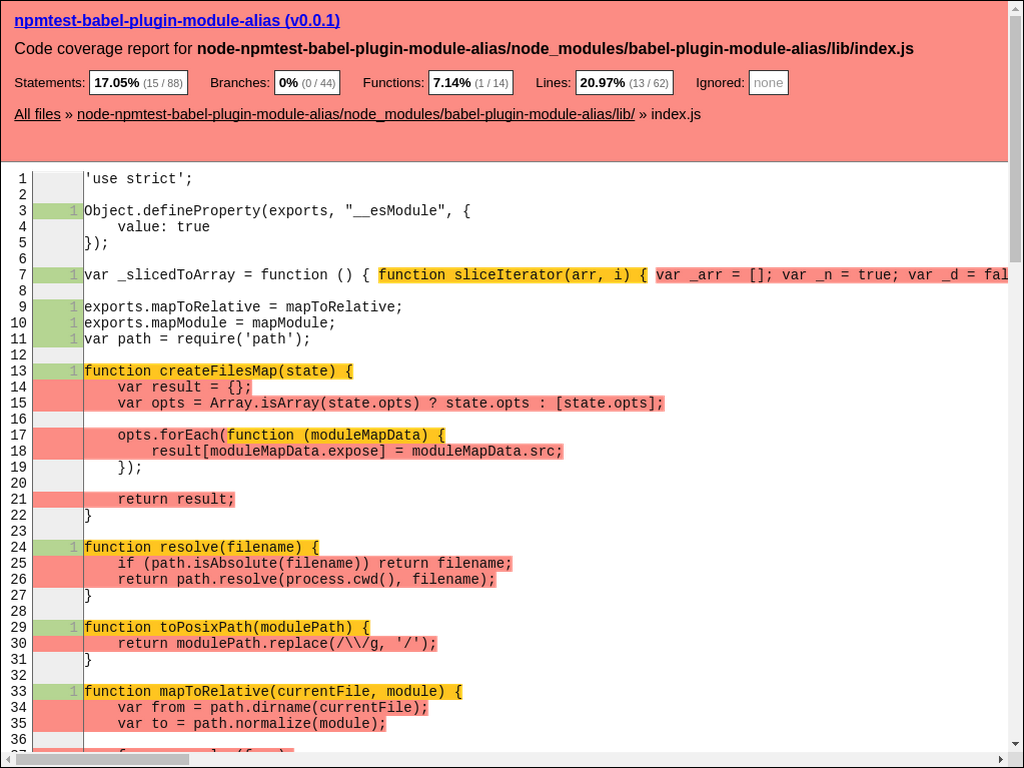 npmtest-babel-plugin-module-alias (v0.0.1)
Code coverage report for node-npmtest-babel-plugin-module-alias/node_modules/babel-plugin-module-alias/lib/index.js
Statements: 17.05% (15 / 88) Branches: 0% (0 / 44) Functions: 7.14% (1 / 14) Lines: 20.97% (13 / 62) Ignored: none
All files » node-npmtest-babel-plugin-module-alias/node_modules/babel-plugin-module-alias/lib/ » index.js
1 'use strict';
2
3 1 Object.defineProperty(exports, "__esModule", {
4     value: true
5 });
6
7 1 var _slicedToArray = function () { function sliceIterator(arr, i) { var _arr = []; var _n = true; var _d = fal
8
9 1 exports.mapToRelative = mapToRelative;
10 1 exports.mapModule = mapModule;
11 1 var path = require('path');
12
13 1 function createFilesMap(state) {
14     var result = {};
15     var opts = Array.isArray(state.opts) ? state.opts : [state.opts];
16
17     opts.forEach(function (moduleMapData) {
18         result[moduleMapData.expose] = moduleMapData.src;
19     });
20
21     return result;
22 }
23
24 1 function resolve(filename) {
25     if (path.isAbsolute(filename)) return filename;
26     return path.resolve(process.cwd(), filename);
27 }
28
29 1 function toPosixPath(modulePath) {
30     return modulePath.replace(/\\/g, '/');
31 }
32
33 1 function mapToRelative(currentFile, module) {
34     var from = path.dirname(currentFile);
35     var to = path.normalize(module);
36